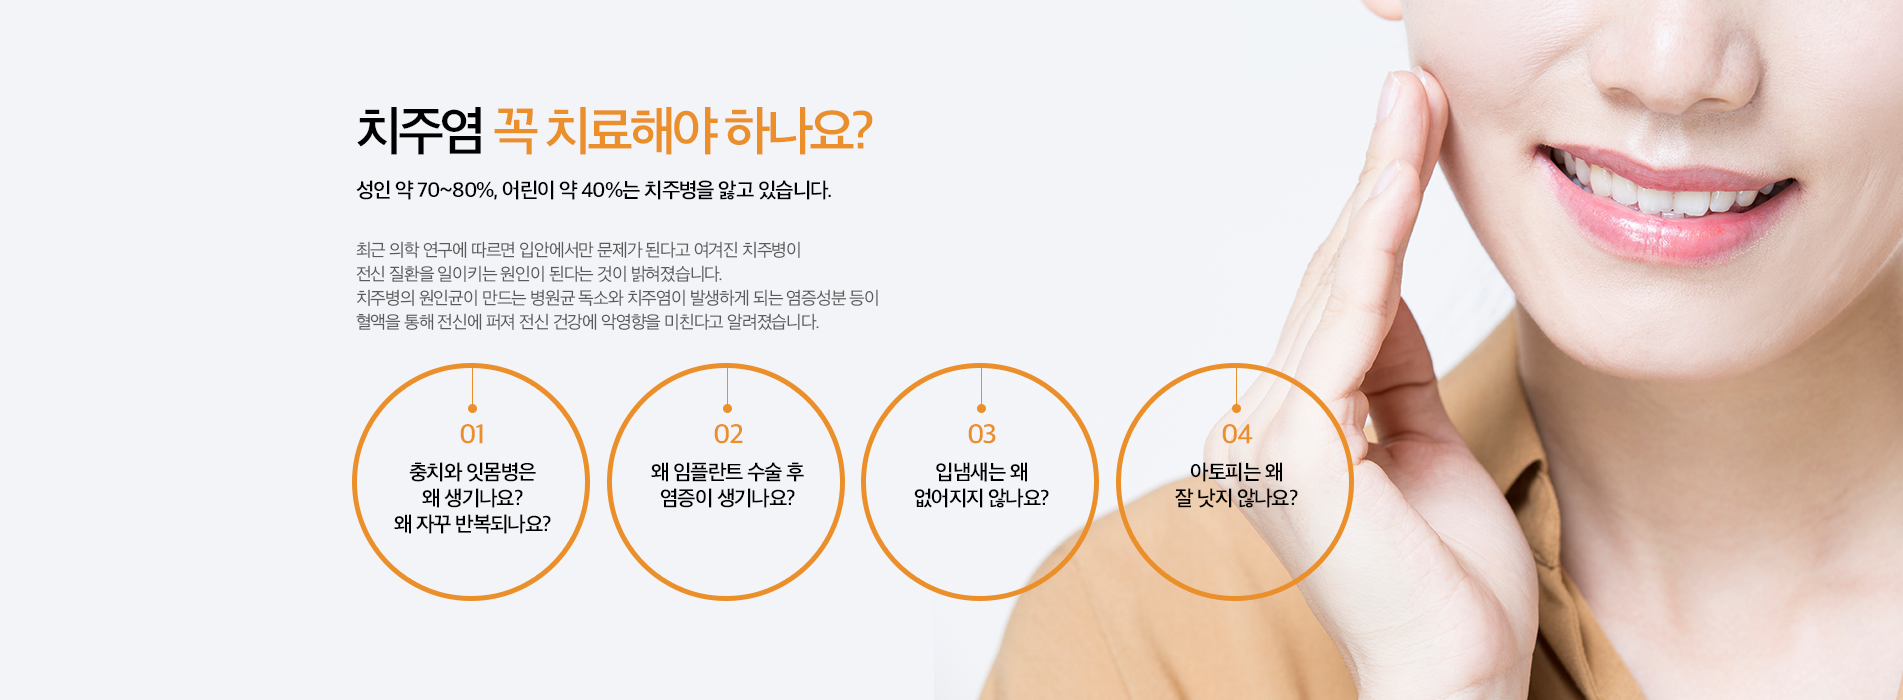 치주염 꼭 치료해야 하나요?
성인 약 70~80%, 어린이 약 40%는 치주병을 앓고 있습니다.
최근 의학 연구에 따르면 입안에서만 문제가 된다고 여겨진 치주병이
전신 질환을 일이키는 원인이 된다는 것이 밝혀졌습니다.
치주병의 원인균이 만드는 병원균 독소와 치주염이 발생하게 되는 염증성분 등이
혈액을 통해 전신에 퍼져 전신 건강에 악영향을 미친다고 알려졌습니다.
01
충치와 잇몸병은
왜 생기나요?
왜 자꾸 반복되나요?
02
왜 임플란트 수술 후
염증이 생기나요?
03
입냄새는 왜
없어지지 않나요?
04
아토피는 왜
잘 낫지 않나요?